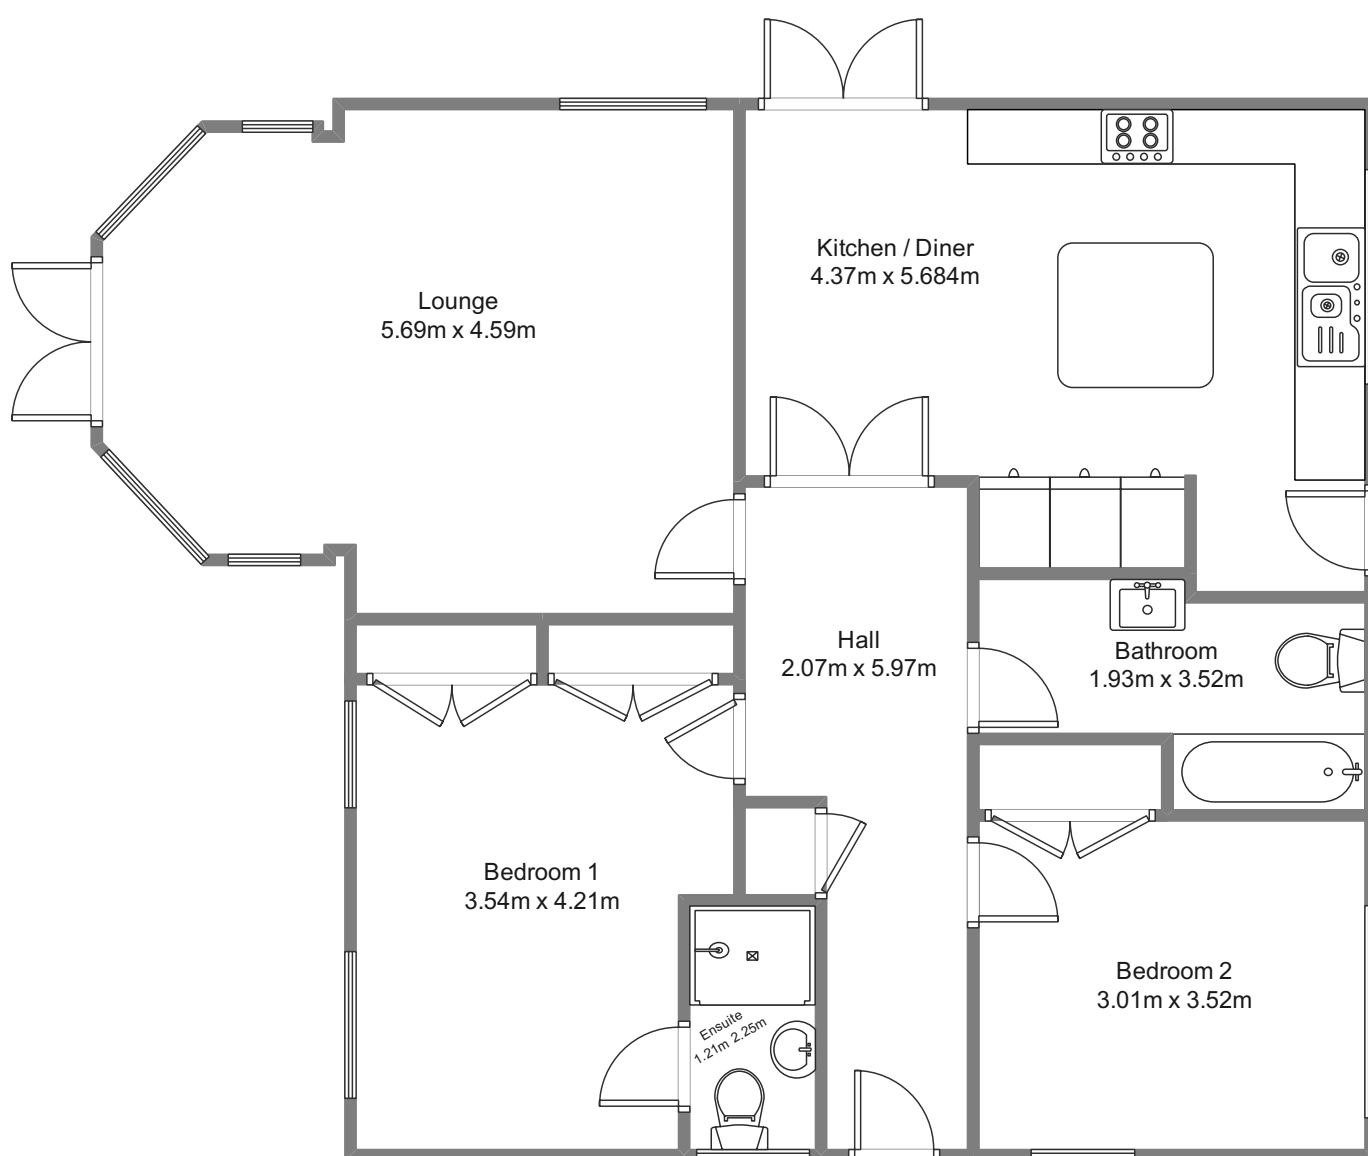 Kitchen / Diner
4.37m x 5.684m
Lounge
5.69m x 4.59m
Hall
2.07m x 5.97m
Bathroom
1.93m x 3.52m
Bedroom 1
3.54m x 4.21m
Bedroom 2
3.01m x 3.52m
Ensuite
1.21m 2.25m